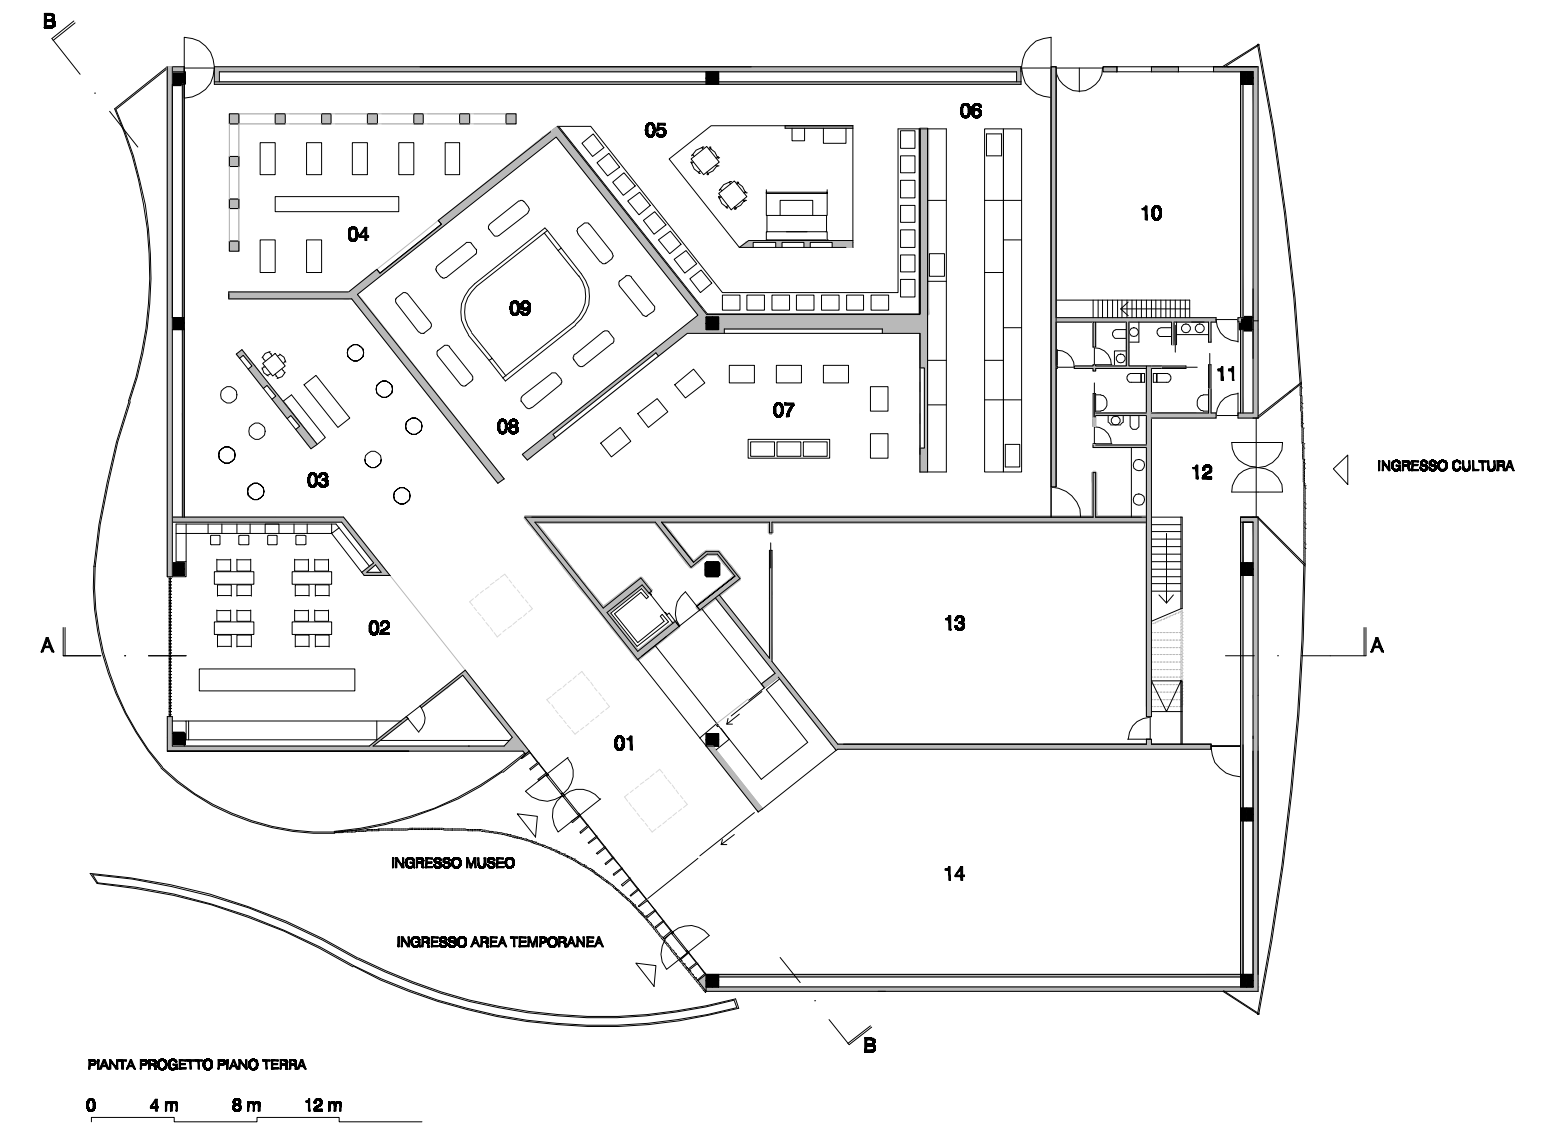 B
05
06
10
04
09
11
07
08
12
INGRESSO CULTURA
03
02
13
A
A
01
INGRESSO MUSEO
14
INGRESSO AREA TEMPORANEA
B
PIANTA PROGETTO PIANO TERRA
0 4 m 8 m 12 m